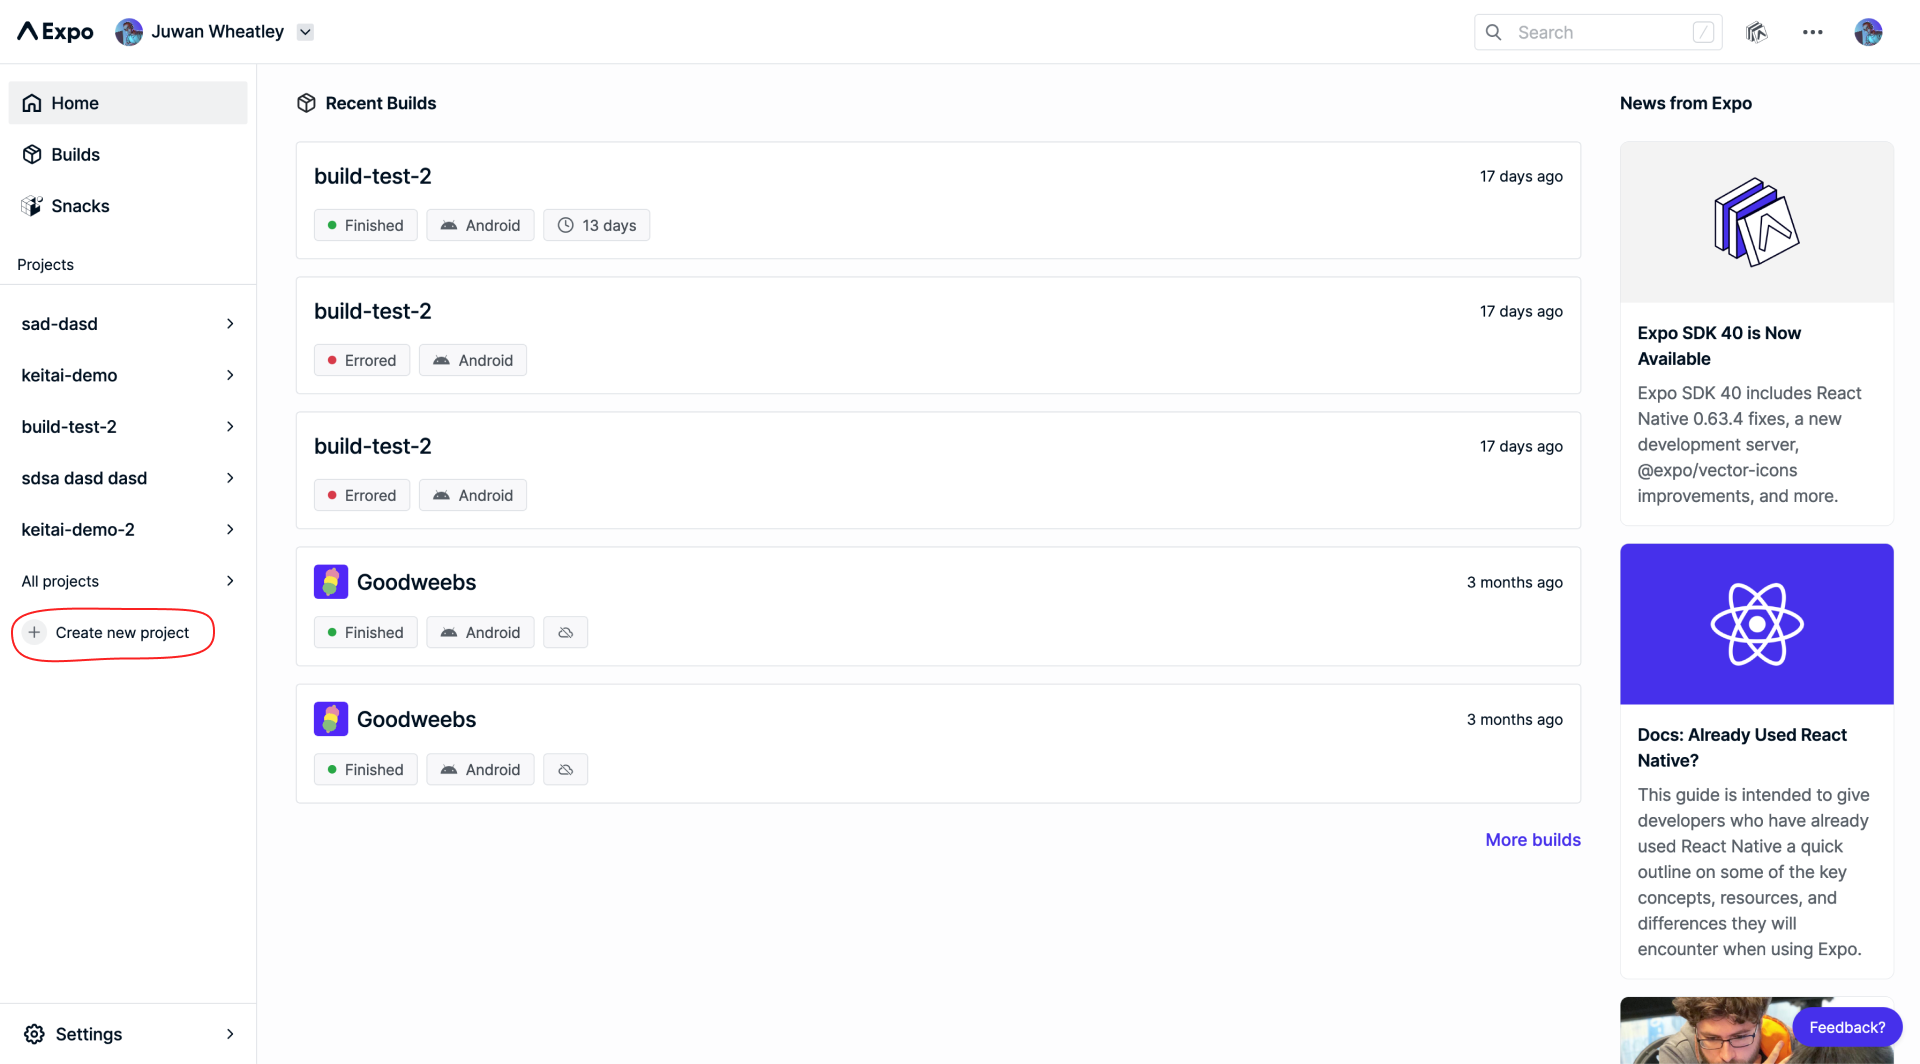 Expo
Juwan Wheatley
Search
/
Home
Builds
Snacks
Projects
sad-dasd
keitai-demo
build-test-2
sdsa dasd dasd
keitai-demo-2
All projects
Create new project
Settings
Recent Builds
build-test-2
17 days ago
Finished
Android
13 days
build-test-2
17 days ago
Errored
Android
build-test-2
17 days ago
Errored
Android
Goodweebs
3 months ago
Finished
Android
Goodweebs
3 months ago
Finished
Android
More builds
News from Expo
Expo SDK 40 is Now
Available
Expo SDK 40 includes React
Native 0.63.4 fixes, a new
development server,
@expo/vector-icons
improvements, and more.
Docs: Already Used React
Native?
This guide is intended to give
developers who have already
used React Native a quick
outline on some of the key
concepts, resources, and
differences they will
encounter when using Expo.
Feedback?